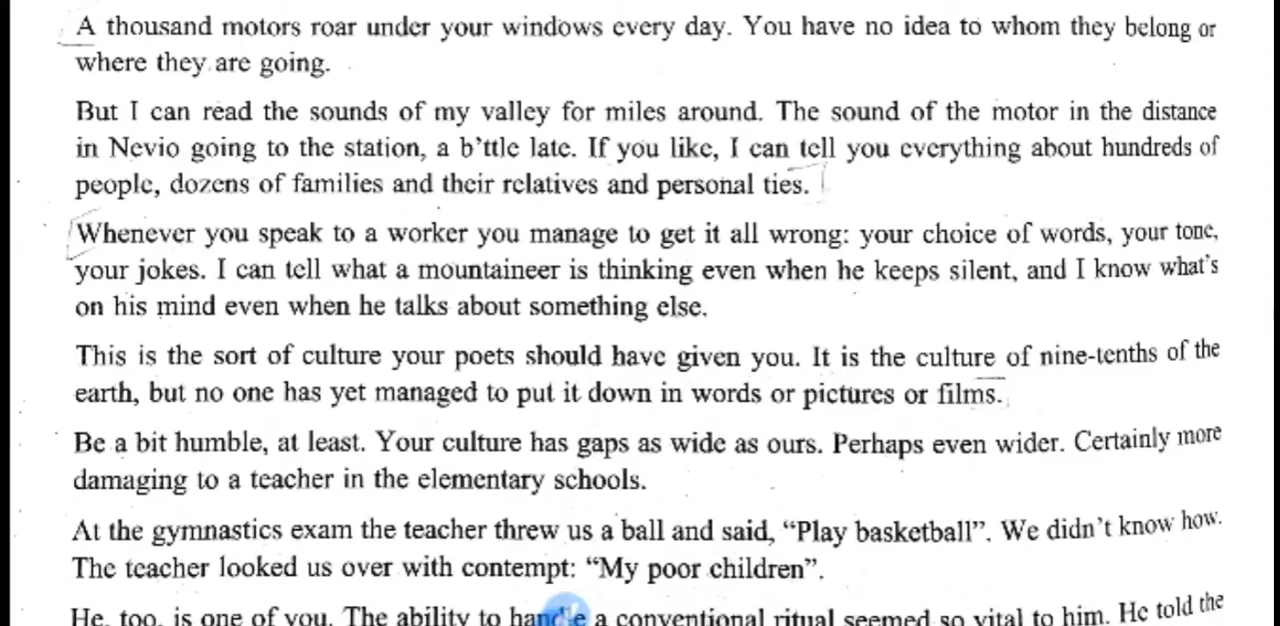 A thousand motors roar under your windows every day. You have no idea to whom they belong or
where they are going.
But I can read the sounds of my valley for miles around. The sound of the motor in the distance
in Nevio going to the station, a b’ttle late. If you like, I can tell you everything about hundreds of
people, dozens of families and their relatives and personal ties.
Whenever you speak to a worker you manage to get it all wrong: your choice of words, your tone,
your jokes. I can tell what a mountaineer is thinking even when he keeps silent, and I know what's
on his mind even when he talks about something else.
This is the sort of culture your poets should have given you. It is the culture of nine-tenths of the
earth, but no one has yet managed to put it down in words or pictures or films.
Be a bit humble, at least. Your culture has gaps as wide as ours. Perhaps even wider. Certainly more
damaging to a teacher in the elementary schools.
At the gymnastics exam the teacher threw us a ball and said, “Play basketball”. We didn’t know how.
The teacher looked us over with contempt: “My poor children”.
He, too, is one of you. The ability to handle a conventional ritual seemed so vital to him. He told the